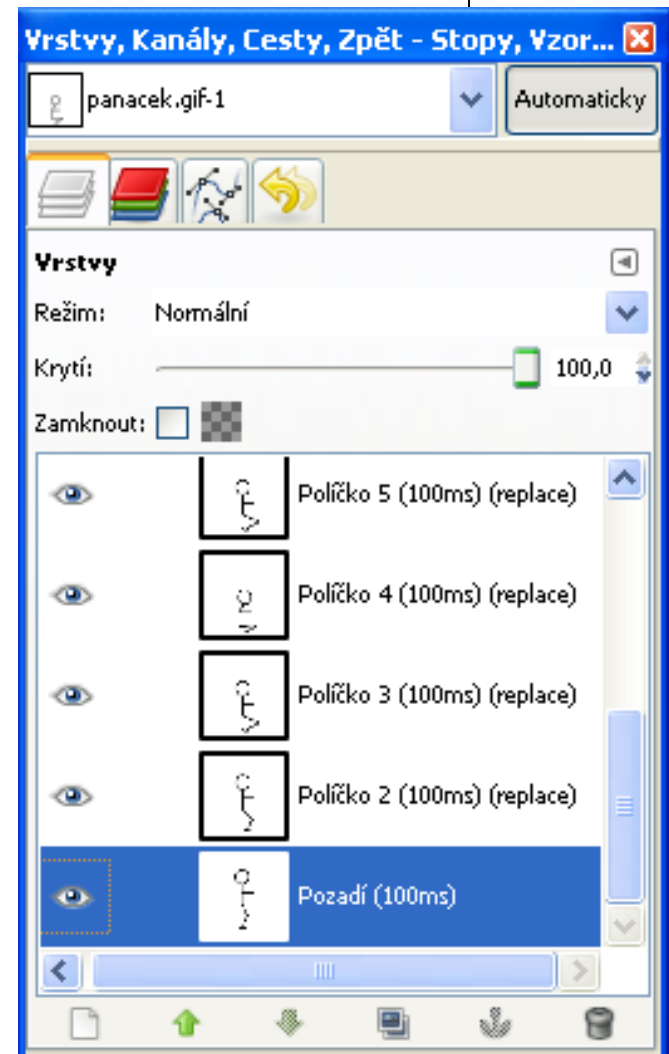 Vrstvy, Kanály, Cesty, Zpět - Stopy, Vzor...
panacek.gif-1
Automaticky
Vrstvy
Režim: Normální
Krytí: 100,0
Zamknout:
Políčko 5 (100ms) (replace)
Políčko 4 (100ms) (replace)
Políčko 3 (100ms) (replace)
Políčko 2 (100ms) (replace)
Pozadí (100ms)